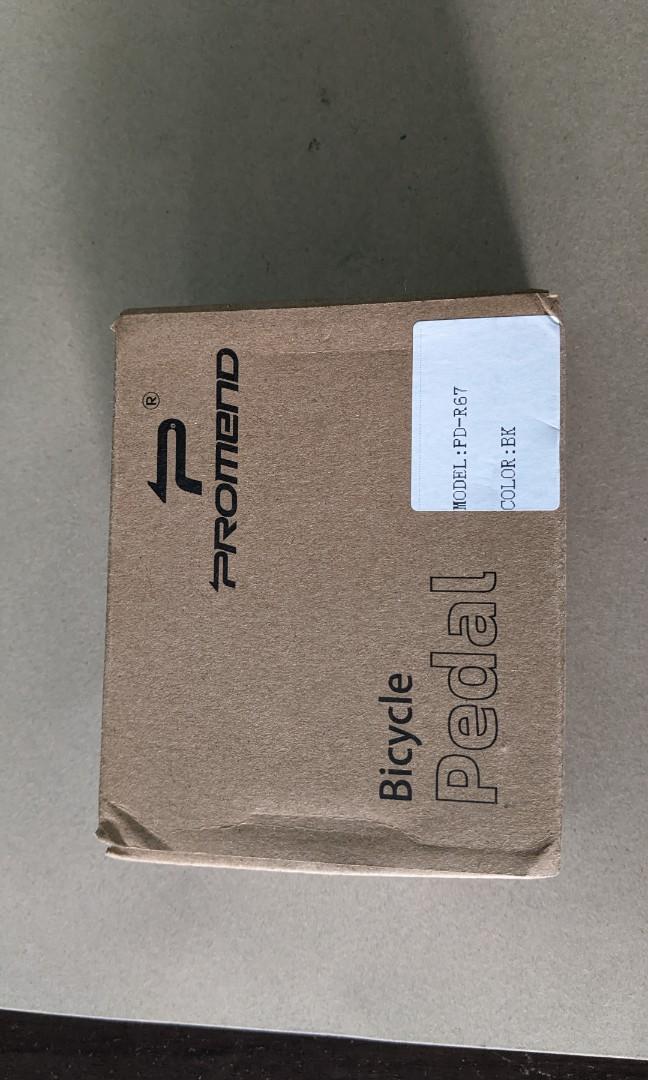 ®
PROMEND
MODEL:PD-R67
COLOR:BK
Bicycle
Pedal